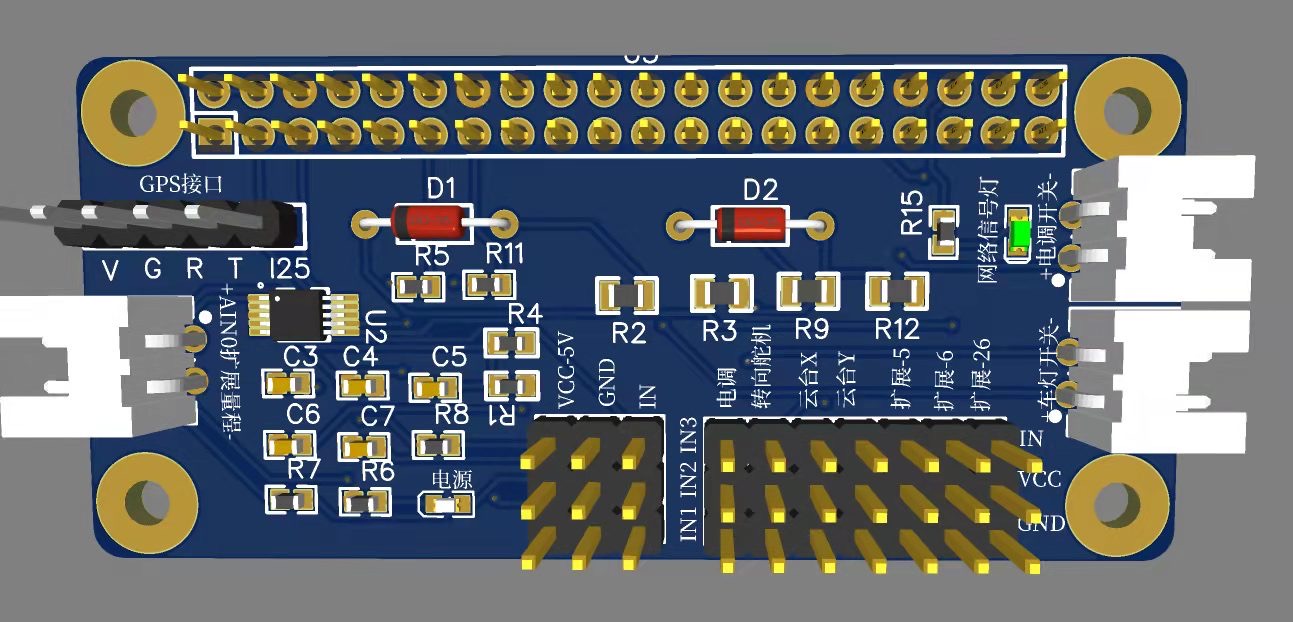 GPS接口
D1
D2
R15
网络信号灯
+电调开关-
V G R T I25
R5
R11
+AIN0扩展量程-
U2
R4
R2
R3
R9
R12
+车灯开关-
C3
C4
C5
R1
VCC-5V
GND
IN
电调
转向舵机
云台X
云台Y
扩展-5
扩展-6
扩展-26
C6
C7
R8
R7
R6
电源
IN1 IN2 IN3
IN
VCC
GND